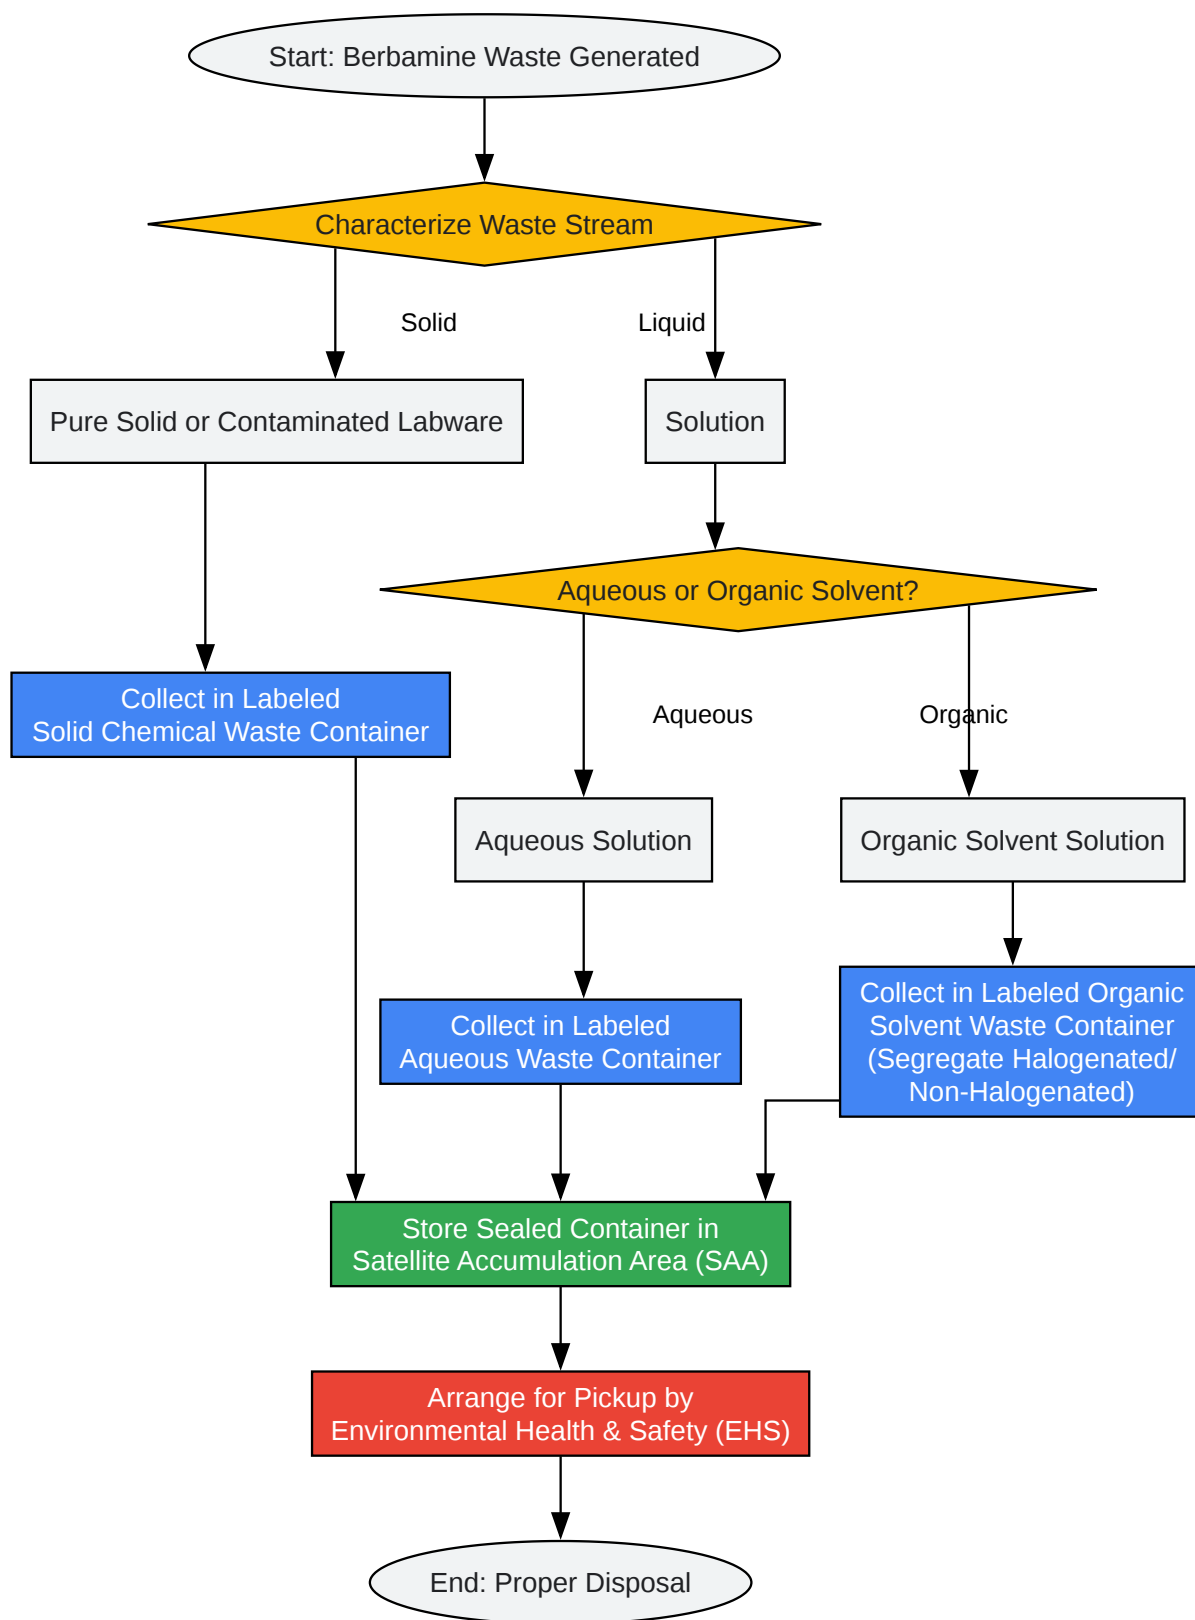 Start: Berbamine Waste Generated
Characterize Waste Stream
Solid
Liquid
Pure Solid or Contaminated Labware
Solution
Aqueous or Organic Solvent?
Collect in Labeled
Solid Chemical Waste Container
Aqueous
Organic
Aqueous Solution
Organic Solvent Solution
Collect in Labeled
Aqueous Waste Container
Collect in Labeled Organic
Solvent Waste Container
(Segregate Halogenated/
Non-Halogenated)
Store Sealed Container in
Satellite Accumulation Area (SAA)
Arrange for Pickup by
Environmental Health & Safety (EHS)
End: Proper Disposal